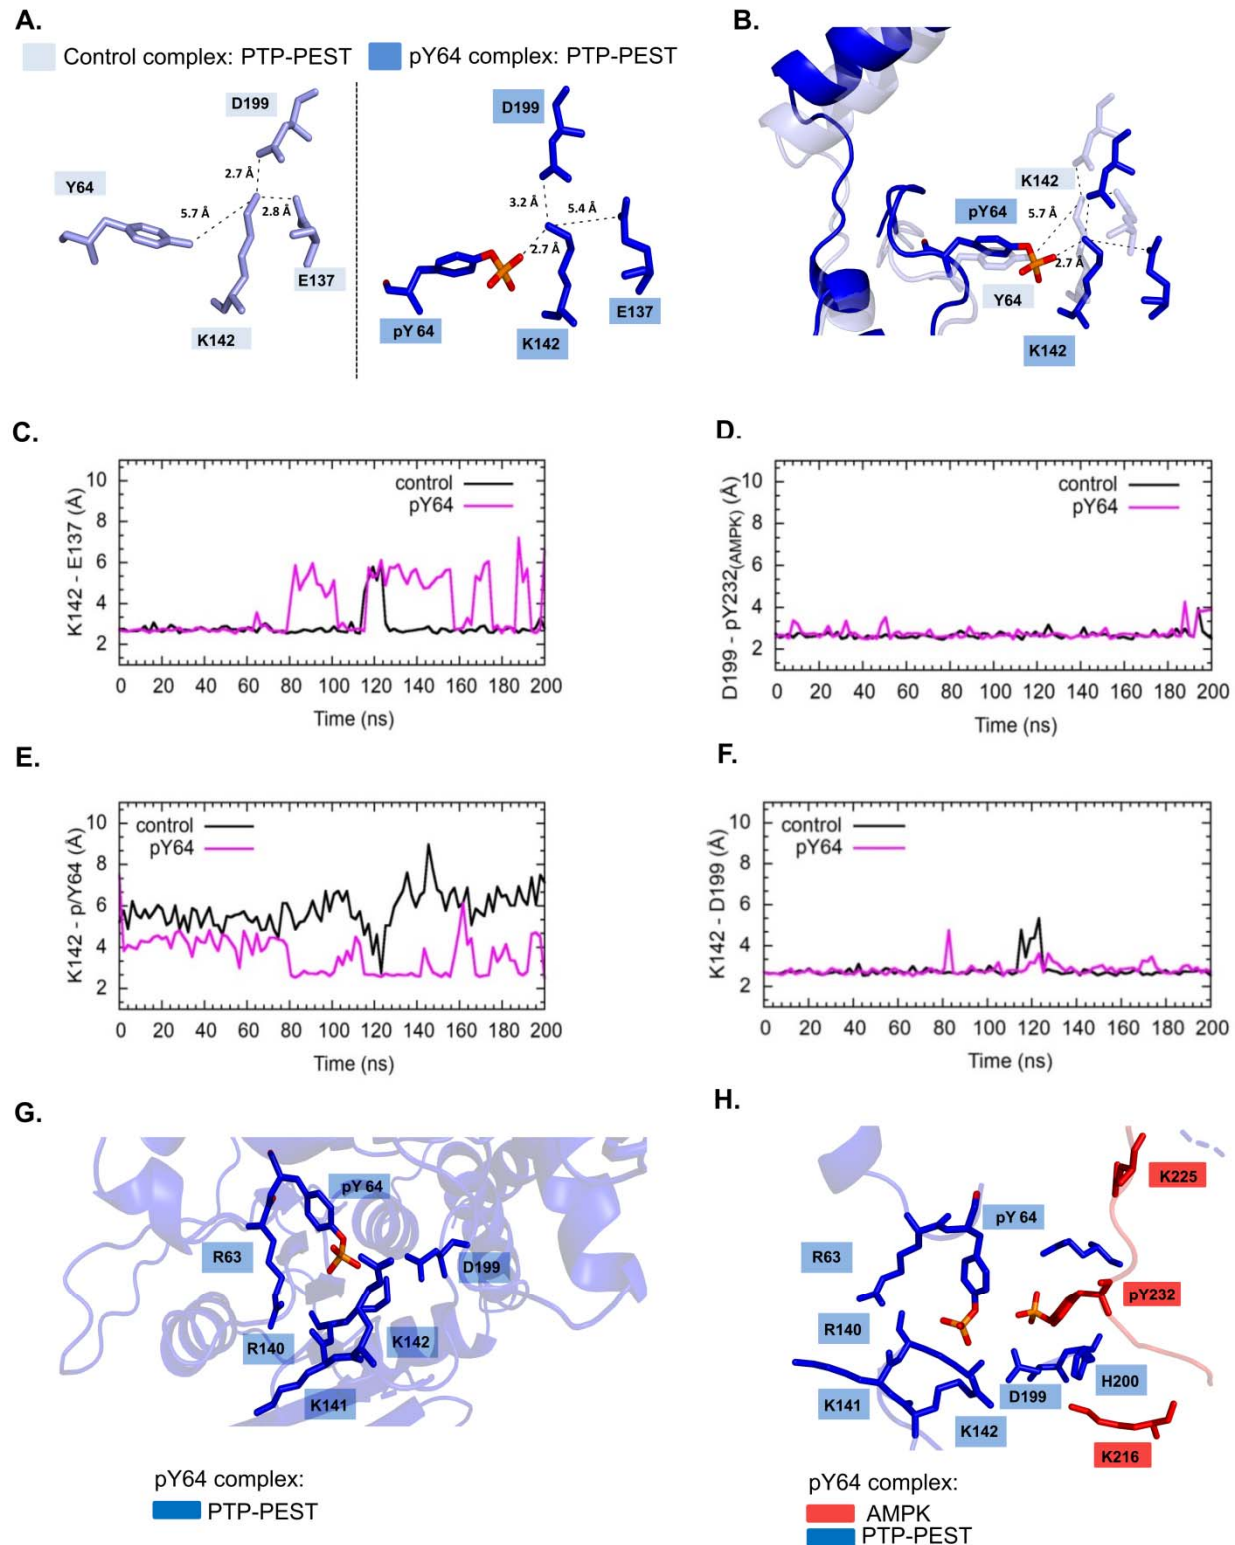 A.
Control complex: PTP-PEST
pY64 complex: PTP-PEST
D199
2.7 Å
Y64
5.7 Å
2.8 Å
E137
K142
D199
3.2 Å
5.4 Å
2.7 Å
pY 64
K142
E137
B.
K142
pY64
5.7 Å
2.7 Å
Y64
K142
C.
K142 - E137 (Å)
10
8
6
4
2
control
pY64
0 20 40 60 80 100 120 140 160 180 200
Time (ns)
D.
D199 - pY232(AMPK) (Å)
10
8
6
4
2
control
pY64
0 20 40 60 80 100 120 140 160 180 200
Time (ns)
E.
K142 - p/Y64 (Å)
10
8
6
4
2
control
pY64
0 20 40 60 80 100 120 140 160 180 200
Time (ns)
F.
K142 - D199 (Å)
10
8
6
4
2
control
pY64
0 20 40 60 80 100 120 140 160 180 200
Time (ns)
G.
pY 64
R63
D199
R140
K142
K141
pY64 complex:
PTP-PEST
H.
K225
pY 64
R63
pY232
R140
H200
D199
K141
K142
K216
pY64 complex:
AMPK
PTP-PEST